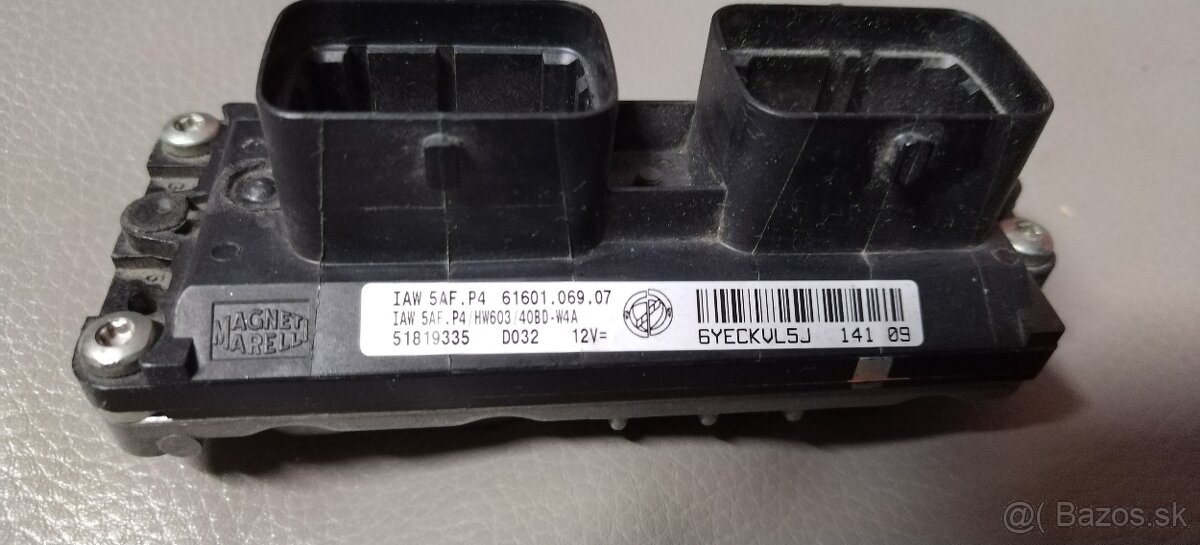 MAGNETI
MARELLI
IAW 5AF.P4 61601.069.07
IAW 5AF.P4/HW603/40BD-W4A
51819335 D032 12V=
6YECKVL5J 141 09
@( Bazos.sk